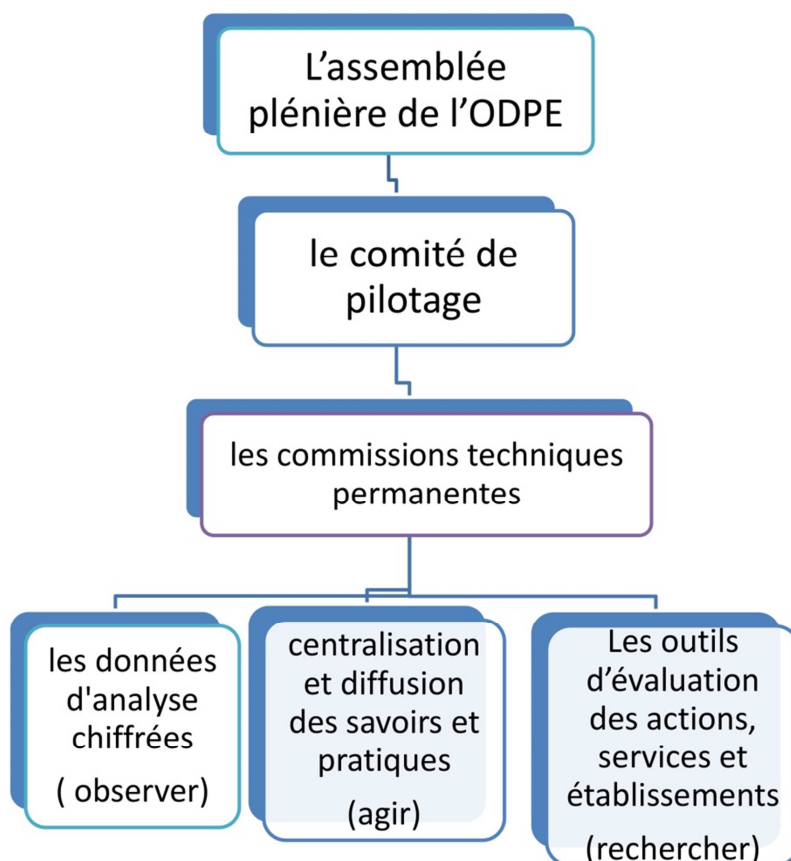 L’assemblée
plénière de l’ODPE
le comité de
pilotage
les commissions techniques
permanentes
les données
d'analyse
chiffrées
( observer)
centralisation
et diffusion
des savoirs et
pratiques
(agir)
Les outils
d’évaluation
des actions,
services et
établissements
(rechercher)